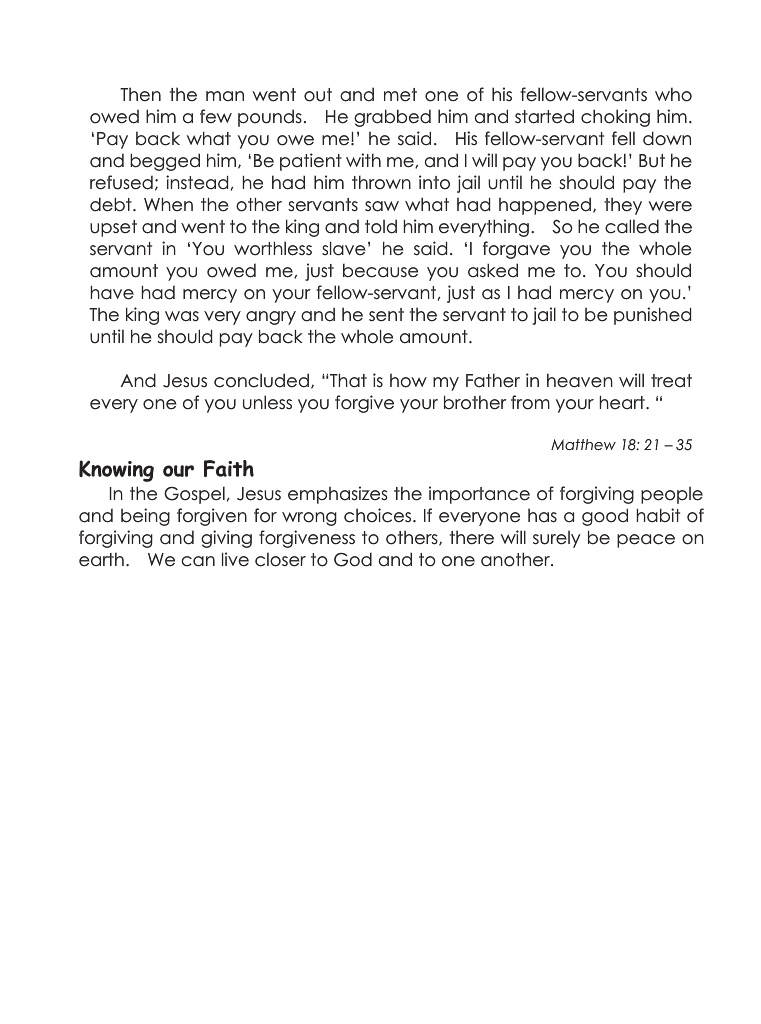 Then the man went out and met one of his fellow-servants who
owed him a few pounds.   He grabbed him and started choking him.
‘Pay back what you owe me!’ he said.   His fellow-servant fell down
and begged him, ‘Be patient with me, and I will pay you back!’ But he
refused; instead, he had him thrown into jail until he should pay the
debt. When the other servants saw what had happened, they were
upset and went to the king and told him everything.   So he called the
servant in ‘You worthless slave’ he said. ‘I forgave you the whole
amount you owed me, just because you asked me to. You should
have had mercy on your fellow-servant, just as I had mercy on you.’
The king was very angry and he sent the servant to jail to be punished
until he should pay back the whole amount.
And Jesus concluded, “That is how my Father in heaven will treat
every one of you unless you forgive your brother from your heart. “
Matthew 18: 21 – 35
Knowing our Faith
In the Gospel, Jesus emphasizes the importance of forgiving people
and being forgiven for wrong choices. If everyone has a good habit of
forgiving and giving forgiveness to others, there will surely be peace on
earth.   We can live closer to God and to one another.